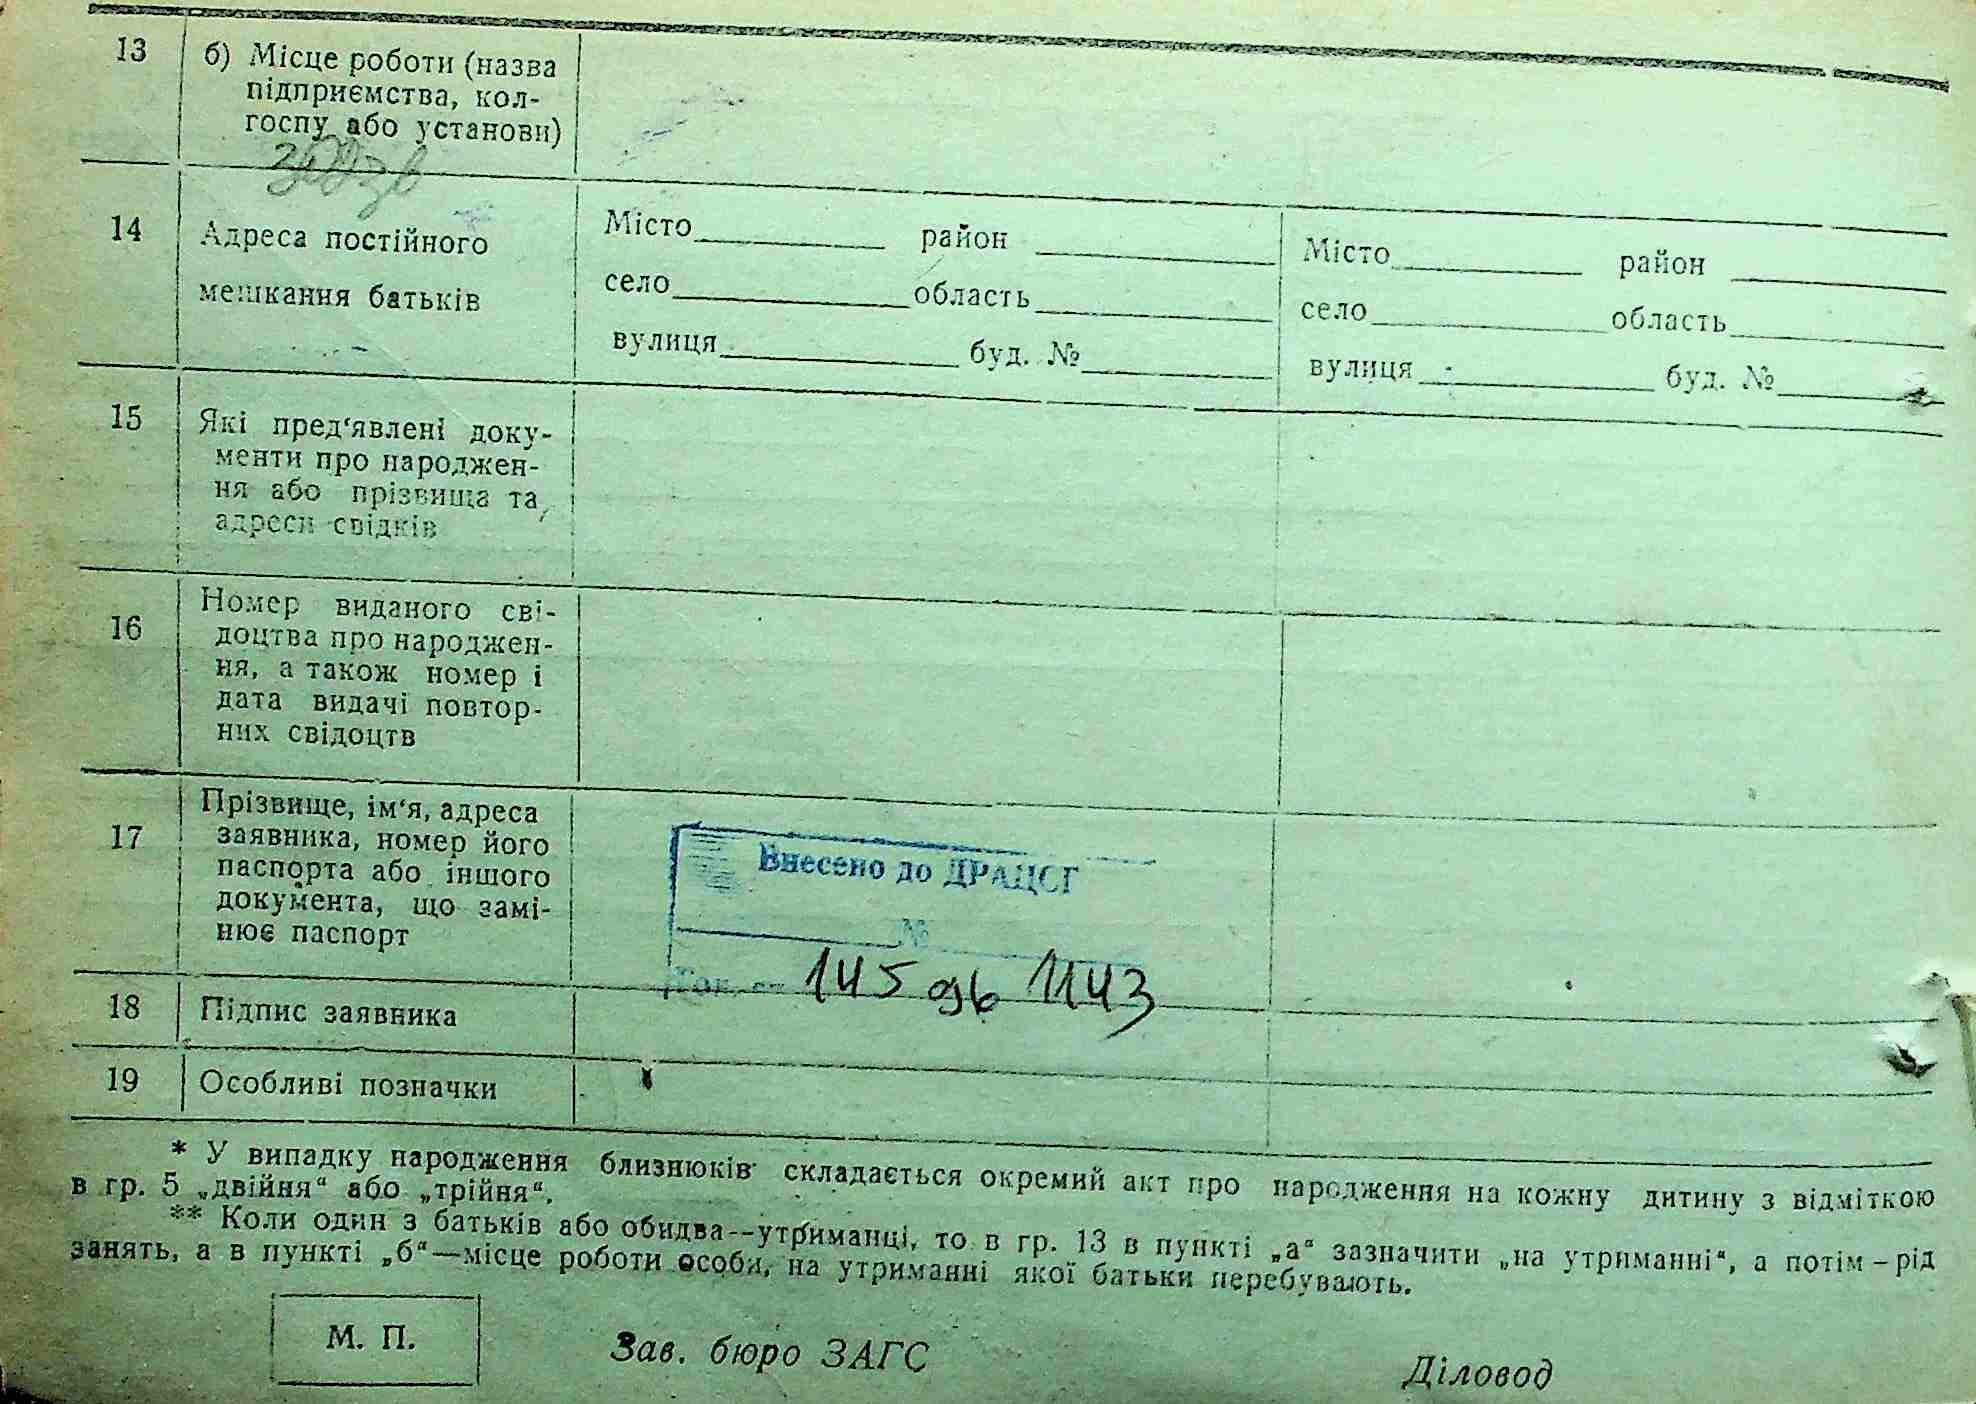 13 б) Місце роботи (назва
підприємства, кол-
госпу або установи)
14 Адреса постійного
мешкання батьків
Місто район
село область
вулиця буд. №
Місто район
село область
вулиця буд. №
15 Які пред‘явлені доку-
менти про народжен-
ня або прізвища та
адреси свідків
16 Номер виданого сві-
доцтва про народжен-
ня, а також номер і
дата видачі повтор-
них свідоцтв
17 Прізвище, ім‘я, адреса
заявника, номер його
паспорта або іншого
документа, що замі-
нює паспорт
Внесено до ДРАЦСГ
№
145 1143
18 Підпис заявника
19 Особливі позначки
* У випадку народження близнюків складається окремий акт про народження на кожну дитину з відміткою
в гр. 5 „двійня“ або „трійня“.
** Коли один з батьків або обидва—утриманці, то в гр. 13 в пункті „а“ зазначити „на утриманні“, а потім – рід
занять, а в пункті „б“—місце роботи особи, на утриманні якої батьки перебувають.
М. П.
Зав. бюро ЗАГС
Діловод